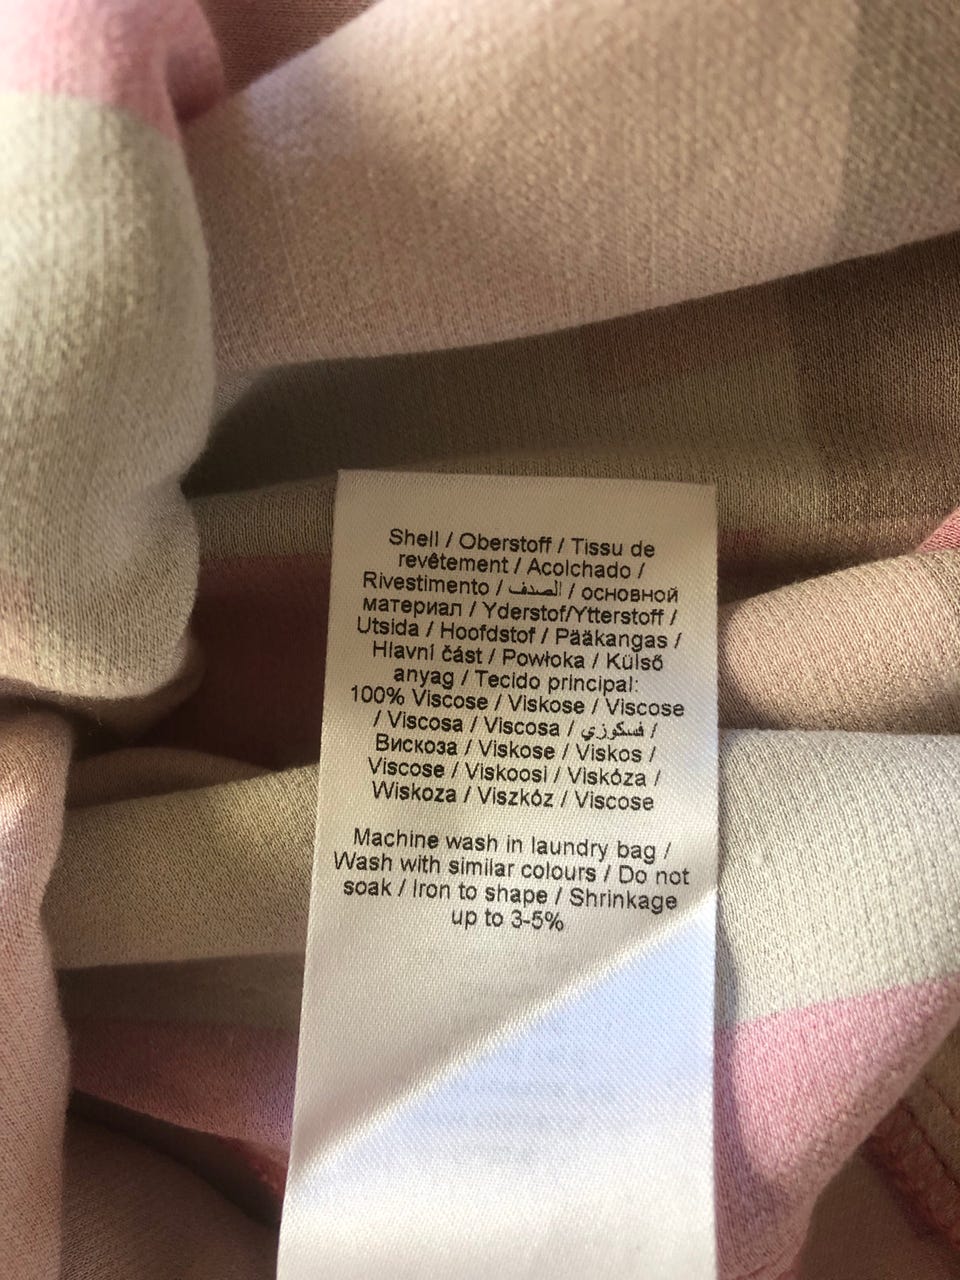 Shell / Oberstoff / Tissu de
revêtement / Acolchado /
Rivestimento / الصدف / основной
материал / Yderstof/Ytterstoff /
Utsida / Hoofdstof / Pääkangas /
Hlavní část / Powłoka / Külső
anyag / Tecido principal:
100% Viscose / Viskose / Viscose
/ Viscosa / Viscosa / فسكوزي /
Вискоза / Viskose / Viskos /
Viscose / Viskoosi / Viskóza /
Wiskoza / Viszkóz / Viscose
Machine wash in laundry bag /
Wash with similar colours / Do not
soak / Iron to shape / Shrinkage
up to 3-5%